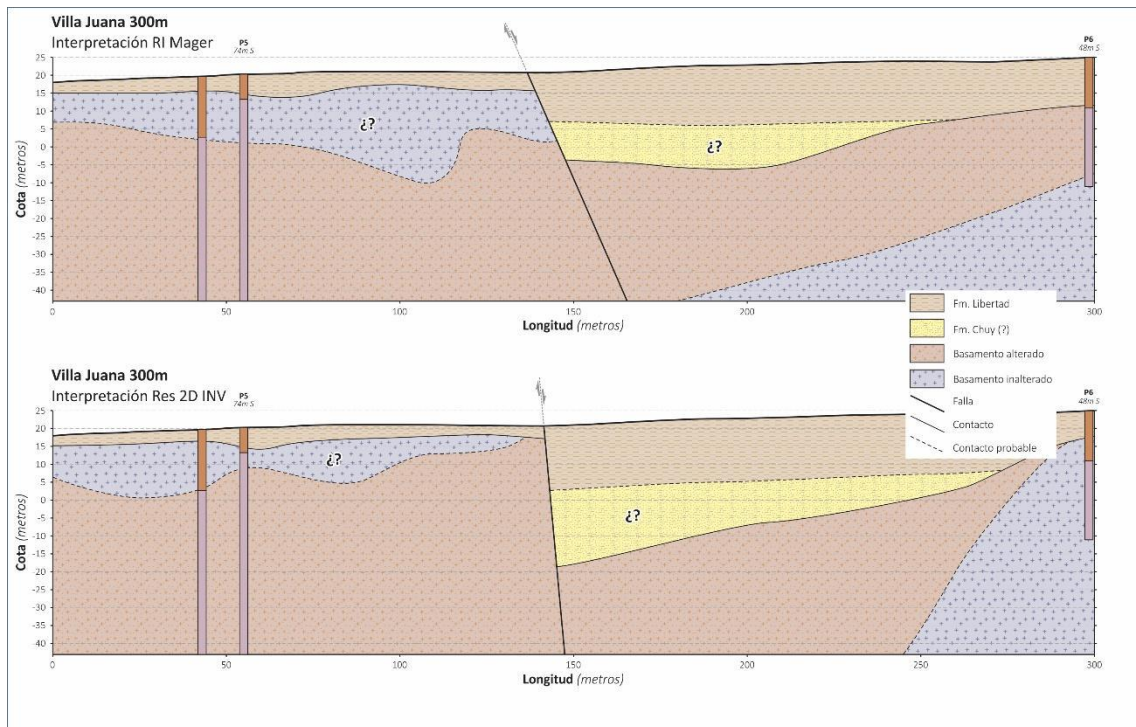 Villa Juana 300m
Interpretación RI Mager
P5
74m S
P6
48m S
25
20
15
10
5
0
-5
-10
-15
-20
-25
-30
-35
-40
Cota (metros)
¿?
¿?
0
50
100
150
200
250
300
Longitud (metros)
Fm. Libertad
Fm. Chuy (?)
Basamento alterado
Basamento inalterado
Falla
Contacto
Contacto probable
Villa Juana 300m
Interpretación Res 2D INV
P5
74m S
P6
48m S
25
20
15
10
5
0
-5
-10
-15
-20
-25
-30
-35
-40
Cota (metros)
¿?
¿?
0
50
100
150
200
250
300
Longitud (metros)